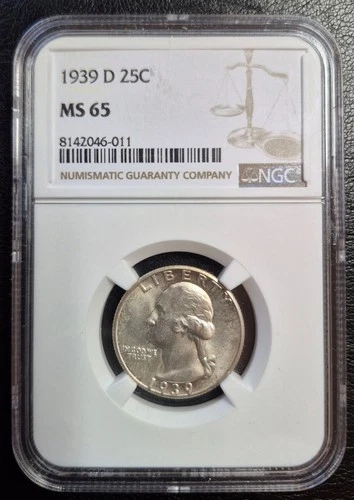 1939 D 25C
MS 65
8142046-011
NUMISMATIC GUARANTY COMPANY
NGC
LIBERTY
IN GOD WE
TRUST
1939